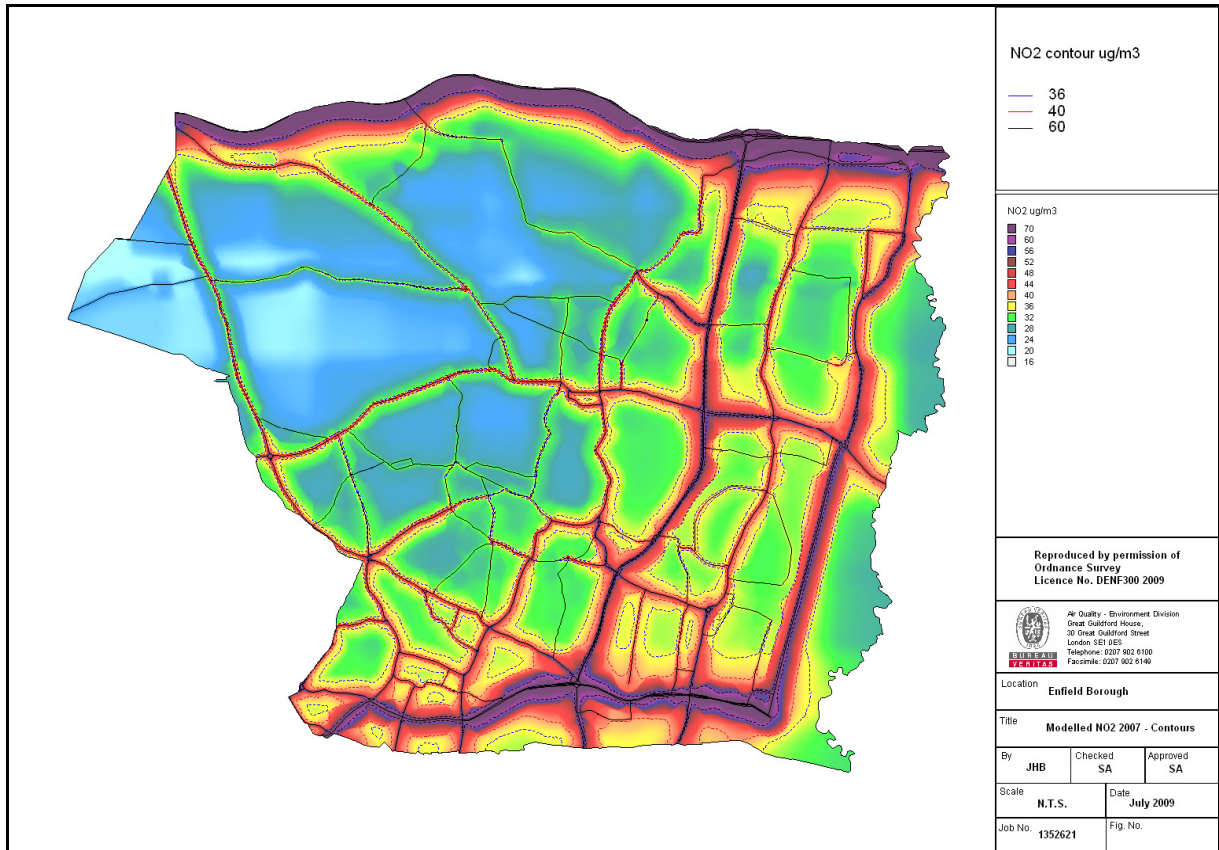 NO2 contour ug/m3
36
40
60
NO2 ug/m3
70
60
56
52
48
44
40
36
32
28
24
20
16
Reproduced by permission of
Ordnance Survey
Licence No. DENF300 2009
BUREAU
VERITAS
Air Quality - Environment Division
Great Guildford House,
30 Great Guildford Street
London SE1 0ES
Telephone: 0207 902 6100
Facsimile: 0207 902 6149
Location
Enfield Borough
Title
Modelled NO2 2007 - Contours
By
JHB
Checked
SA
Approved
SA
Scale
N.T.S.
Date
July 2009
Job No. 1352621
Fig. No.